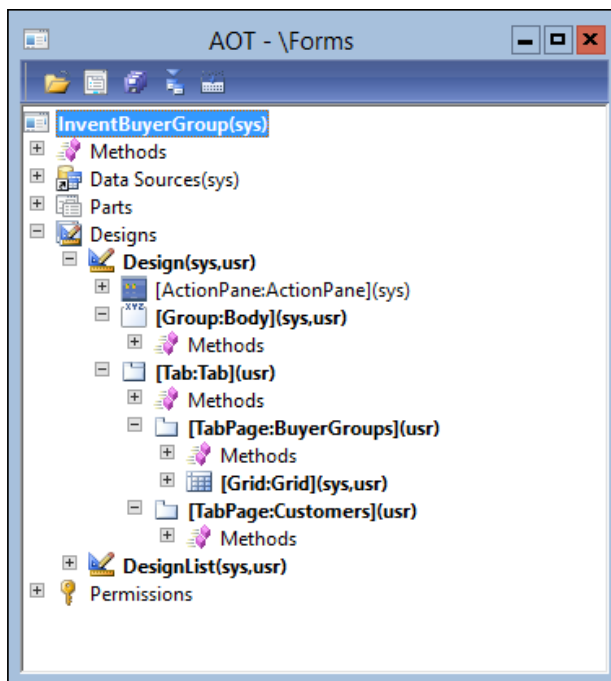 AOT - \Forms
InventBuyerGroup(sys)
Methods
Data Sources(sys)
Parts
Designs
Design(sys,usr)
[ActionPane:ActionPane](sys)
XYZ
[Group:Body](sys,usr)
Methods
[Tab:Tab](usr)
Methods
[TabPage:BuyerGroups](usr)
Methods
[Grid:Grid](sys,usr)
[TabPage:Customers](usr)
Methods
DesignList(sys,usr)
Permissions